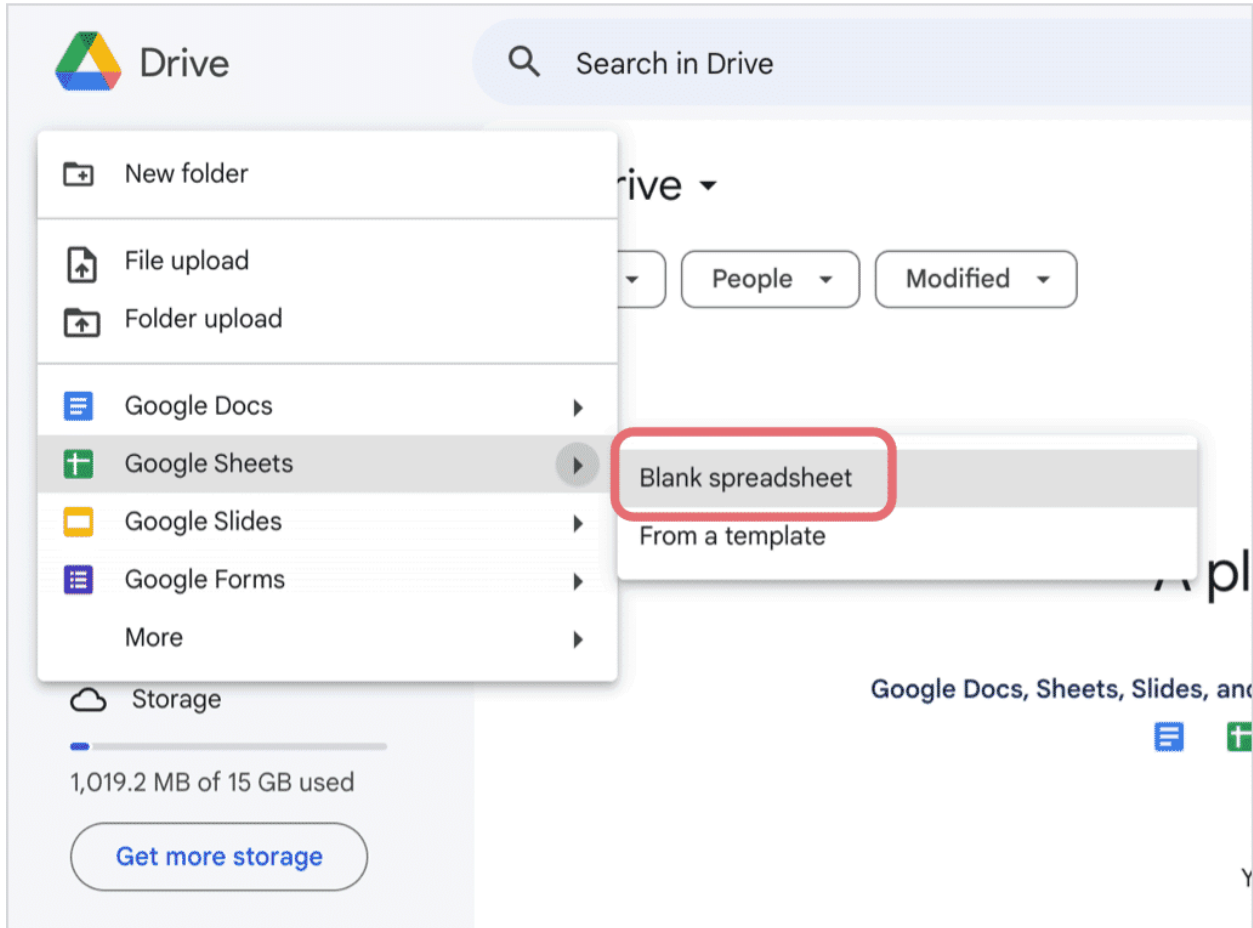 Drive
Search in Drive
New folder
rive
File upload
People
Modified
Folder upload
Google Docs
Google Sheets
Blank spreadsheet
Google Slides
From a template
Google Forms
A pl
More
Google Docs, Sheets, Slides, and
Storage
1,019.2 MB of 15 GB used
Get more storage
Y